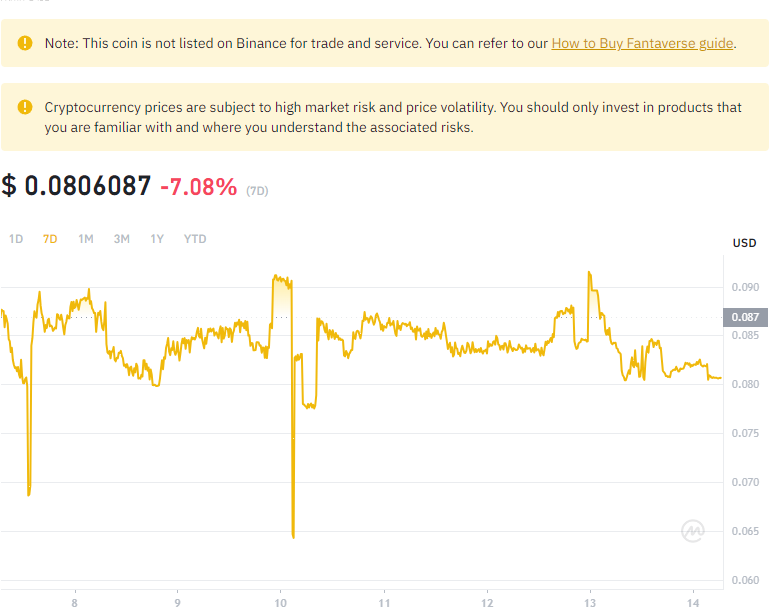 Note: This coin is not listed on Binance for trade and service. You can refer to our How to Buy Fantaverse guide.
Cryptocurrency prices are subject to high market risk and price volatility. You should only invest in products that
you are familiar with and where you understand the associated risks.
$ 0.0806087 -7.08% (7D)
1D 7D 1M 3M 1Y YTD
USD
0.090
0.087
0.085
0.080
0.075
0.070
0.065
0.060
8 9 10 11 12 13 14